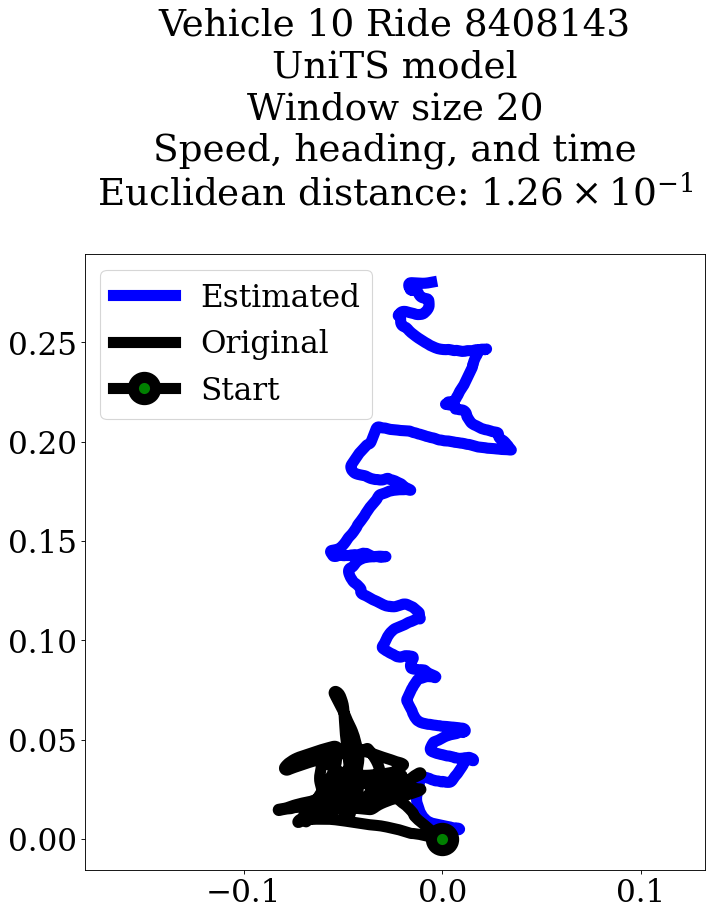 Vehicle 10 Ride 8408143
UniTS model
Window size 20
Speed, heading, and time
Euclidean distance: 1.26 × 10⁻¹
Estimated
Original
Start
0.25
0.20
0.15
0.10
0.05
0.00
−0.1 0.0 0.1